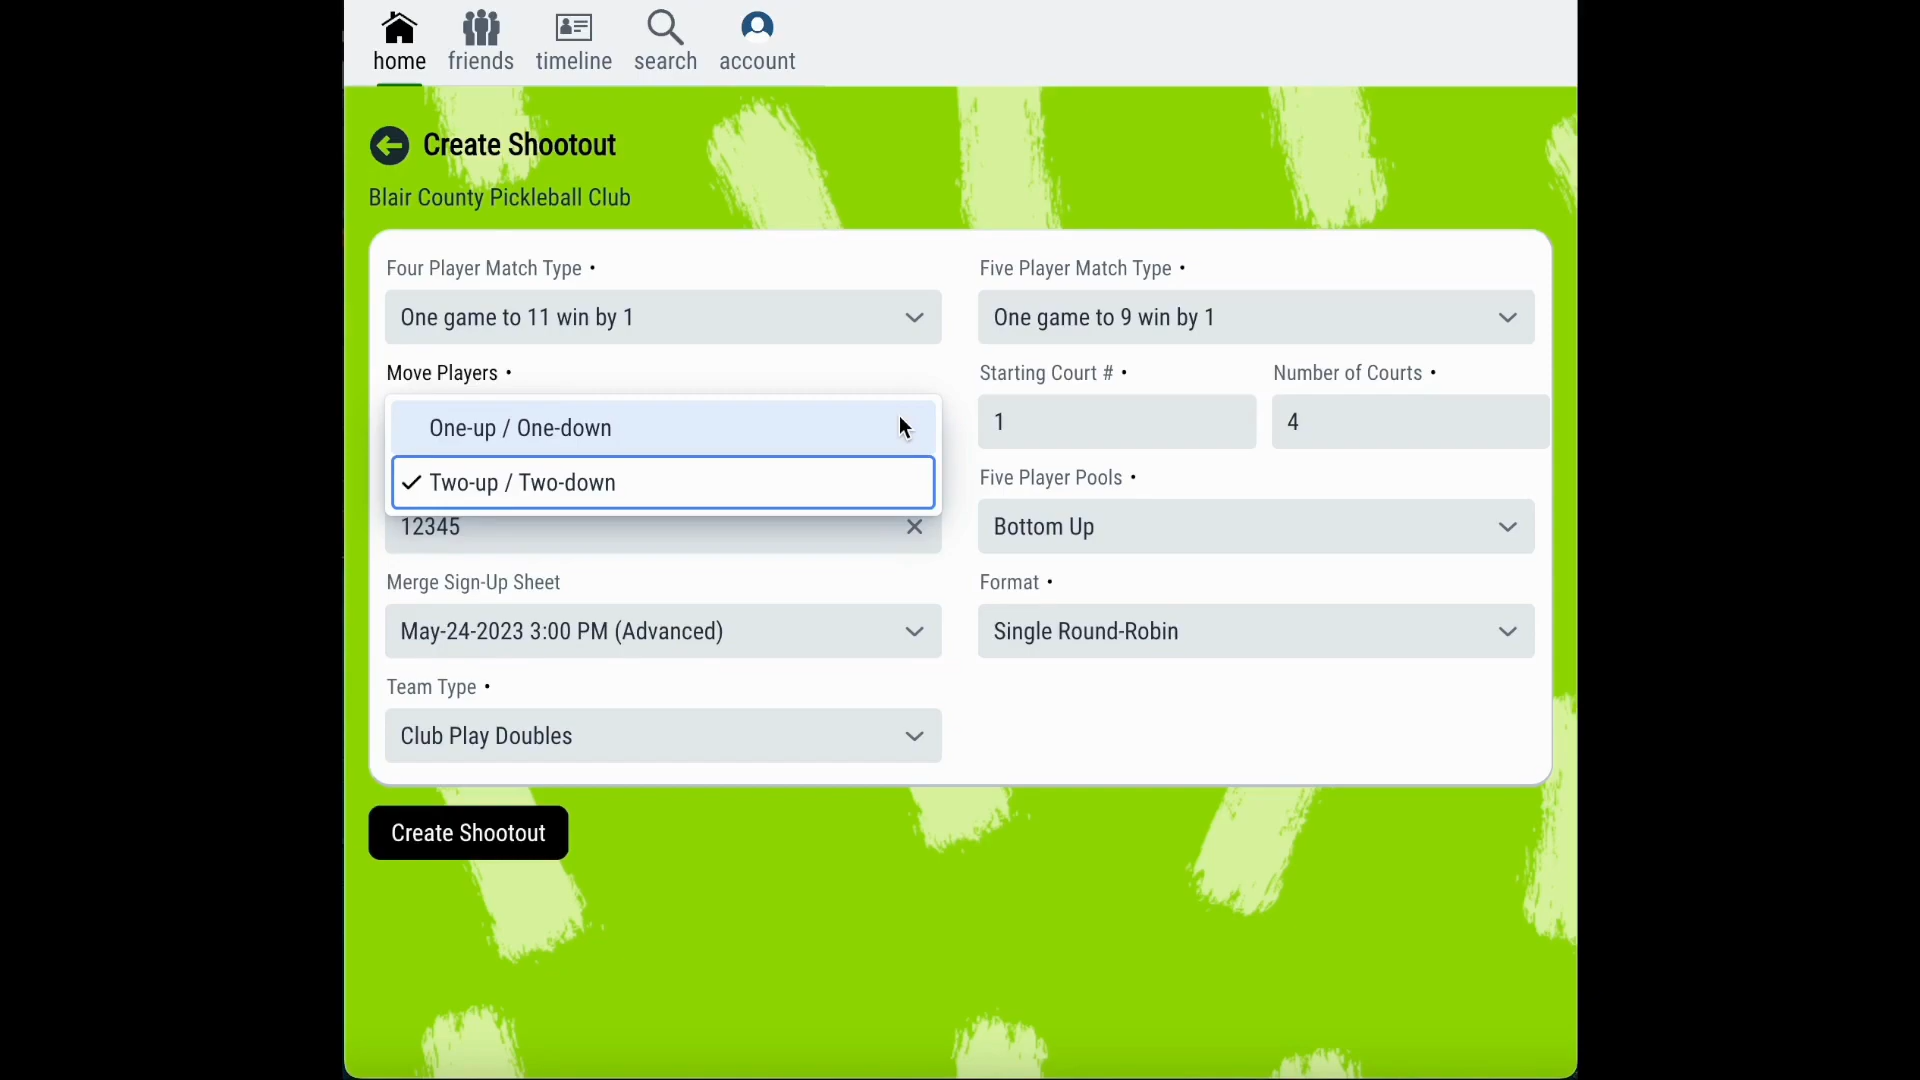 home friends timeline search account
Create Shootout
Blair County Pickleball Club
Four Player Match Type •
One game to 11 win by 1
Five Player Match Type •
One game to 9 win by 1
Move Players •
One-up / One-down
✓ Two-up / Two-down
12345
Starting Court # •
1
Number of Courts •
4
Five Player Pools •
Bottom Up
Merge Sign-Up Sheet
May-24-2023 3:00 PM (Advanced)
Format •
Single Round-Robin
Team Type •
Club Play Doubles
Create Shootout